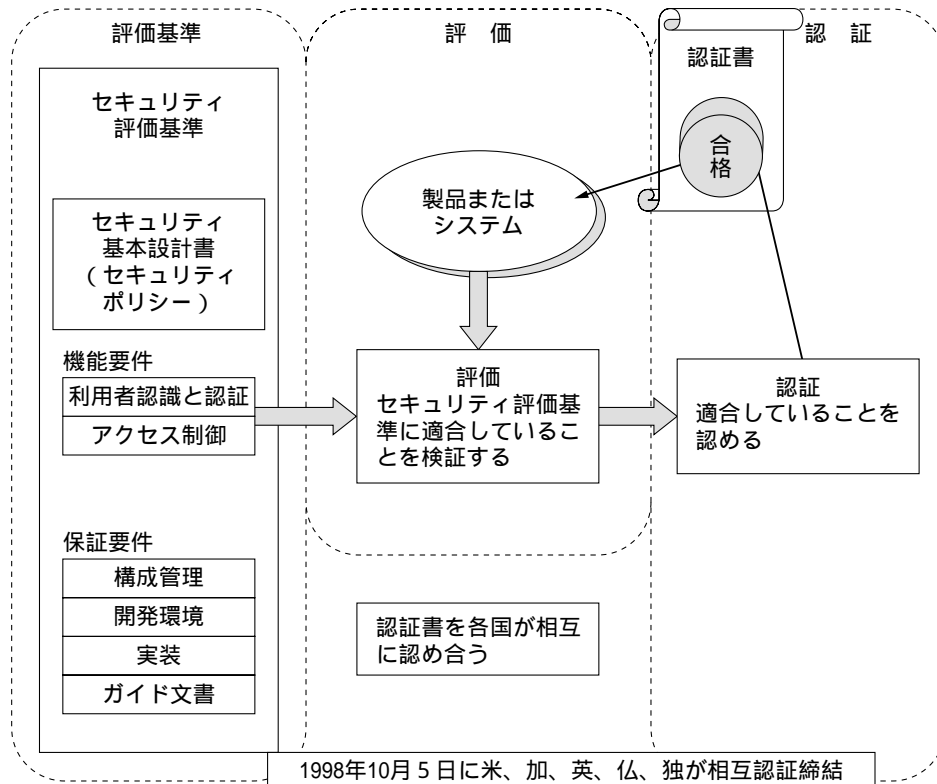 評価基準
セキュリティ
評価基準
セキュリティ
基本設計書
（セキュリティ
ポリシー）
機能要件
利用者認識と認証
アクセス制御
保証要件
構成管理
開発環境
実装
ガイド文書
評　価
製品または
システム
評価
セキュリティ評価基
準に適合しているこ
とを検証する
認証書を各国が相互
に認め合う
認　証
認証書
合
格
認証
適合していることを
認める
1998年10月５日に米、加、英、仏、独が相互認証締結